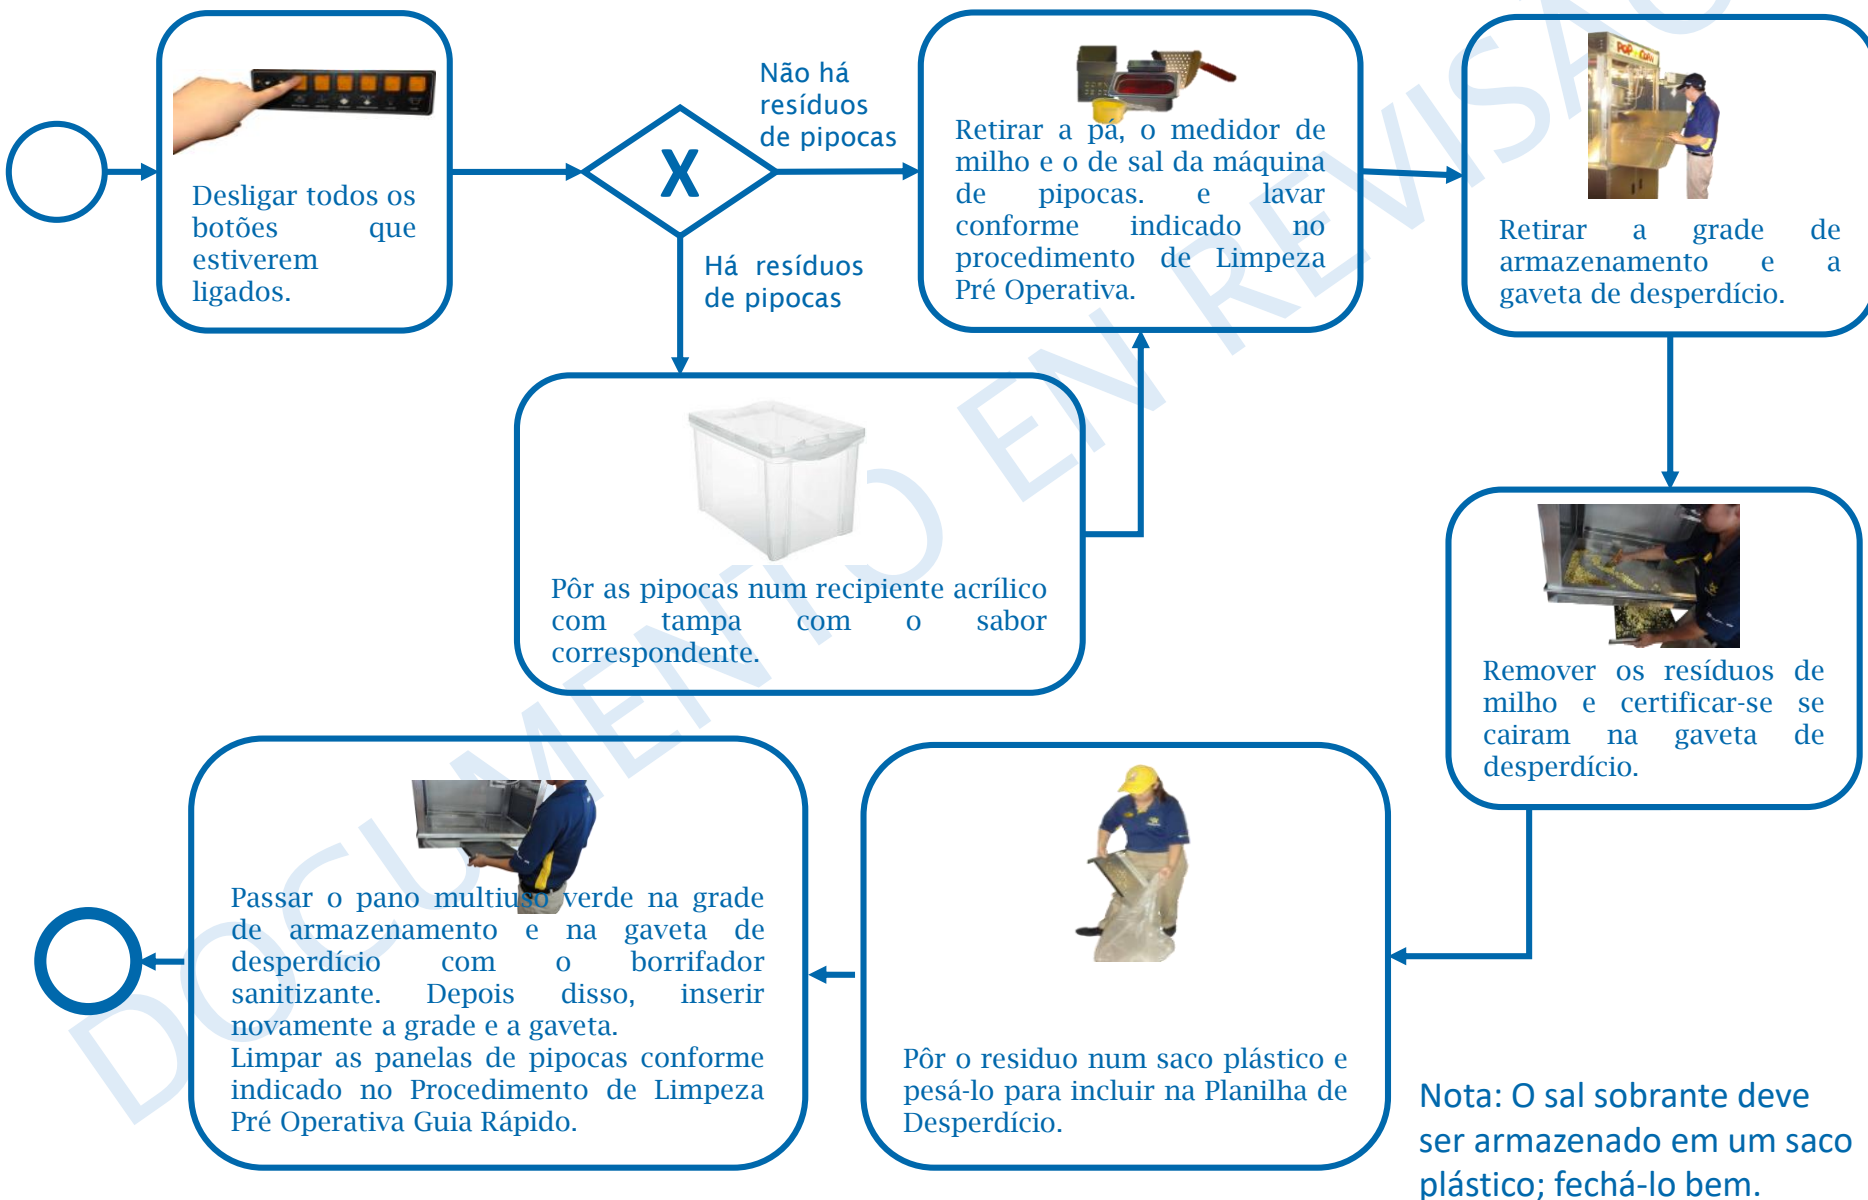 Desligar todos os
botões que
estiverem
ligados.
X
Não há
resíduos
de pipocas
Há resíduos
de pipocas
Retirar a pá, o medidor de
milho e o de sal da máquina
de pipocas. e lavar
conforme indicado no
procedimento de Limpeza
Pré Operativa.
POP CORN
Retirar a grade de
armazenamento e a
gaveta de desperdício.
Pôr as pipocas num recipiente acrílico
com tampa com o sabor
correspondente.
Remover os resíduos de
milho e certificar-se se
cairam na gaveta de
desperdício.
Pôr o residuo num saco plástico e
pesá-lo para incluir na Planilha de
Desperdício.
Passar o pano multiuso verde na grade
de armazenamento e na gaveta de
desperdício com o borrifador
sanitizante. Depois disso, inserir
novamente a grade e a gaveta.
Limpar as panelas de pipocas conforme
indicado no Procedimento de Limpeza
Pré Operativa Guia Rápido.
Nota: O sal sobrante deve
ser armazenado em um saco
plástico; fechá-lo bem.
DOCUMENTO EN REVISAO